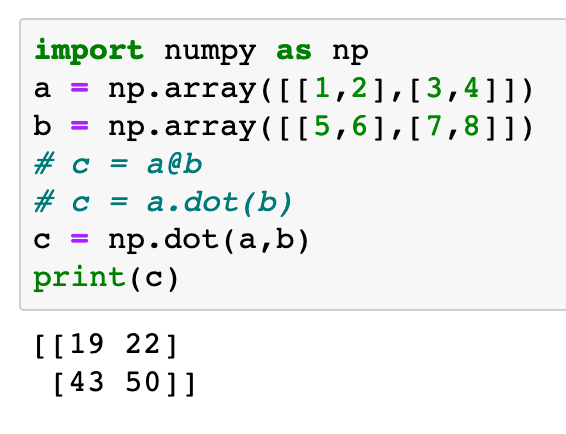 import numpy as np
a = np.array([[1,2],[3,4]])
b = np.array([[5,6],[7,8]])
# c = a@b
# c = a.dot(b)
c = np.dot(a,b)
print(c)
[[19 22]
 [43 50]]